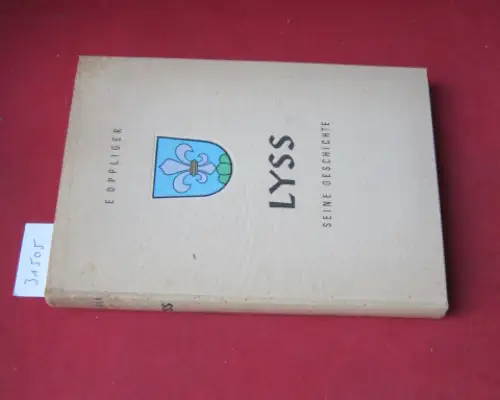 E OPPLIGER
LYSS
SEINE GESCHICHTE
31505